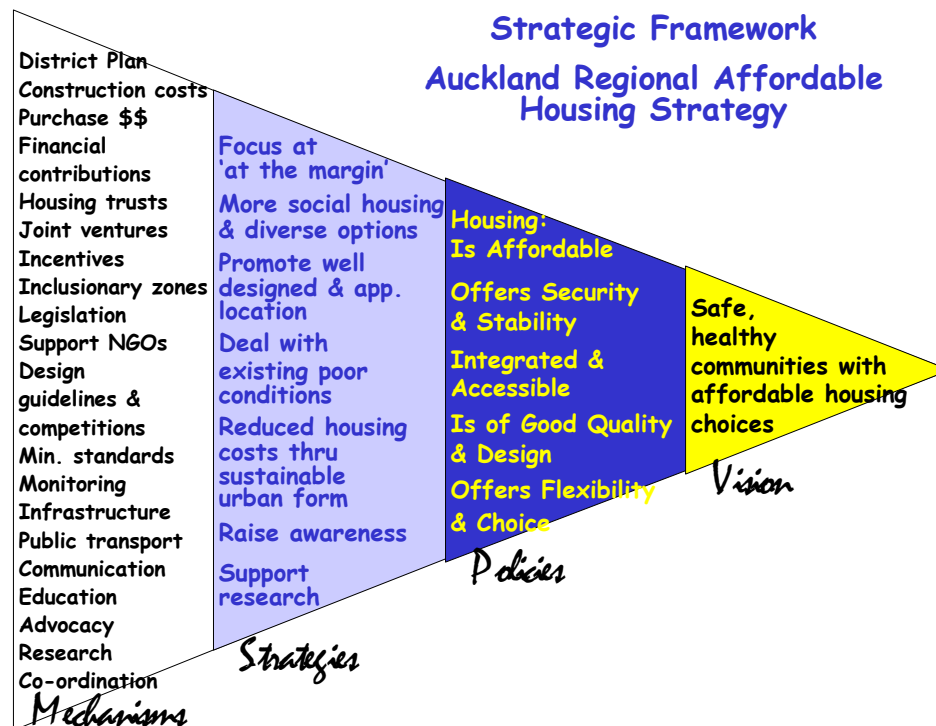 Strategic Framework
Auckland Regional Affordable
Housing Strategy
District Plan
Construction costs
Purchase $$
Financial
contributions
Housing trusts
Joint ventures
Incentives
Inclusionary zones
Legislation
Support NGOs
Design
guidelines &
competitions
Min. standards
Monitoring
Infrastructure
Public transport
Communication
Education
Advocacy
Research
Co-ordination
Mechanisms
Focus at
'at the margin'
More social housing
& diverse options
Promote well
designed & app.
location
Deal with
existing poor
conditions
Reduced housing
costs thru
sustainable
urban form
Raise awareness
Support
research
Strategies
Housing:
Is Affordable
Offers Security
& Stability
Integrated &
Accessible
Is of Good Quality
& Design
Offers Flexibility
& Choice
Policies
Safe,
healthy
communities with
affordable housing
choices
Vision